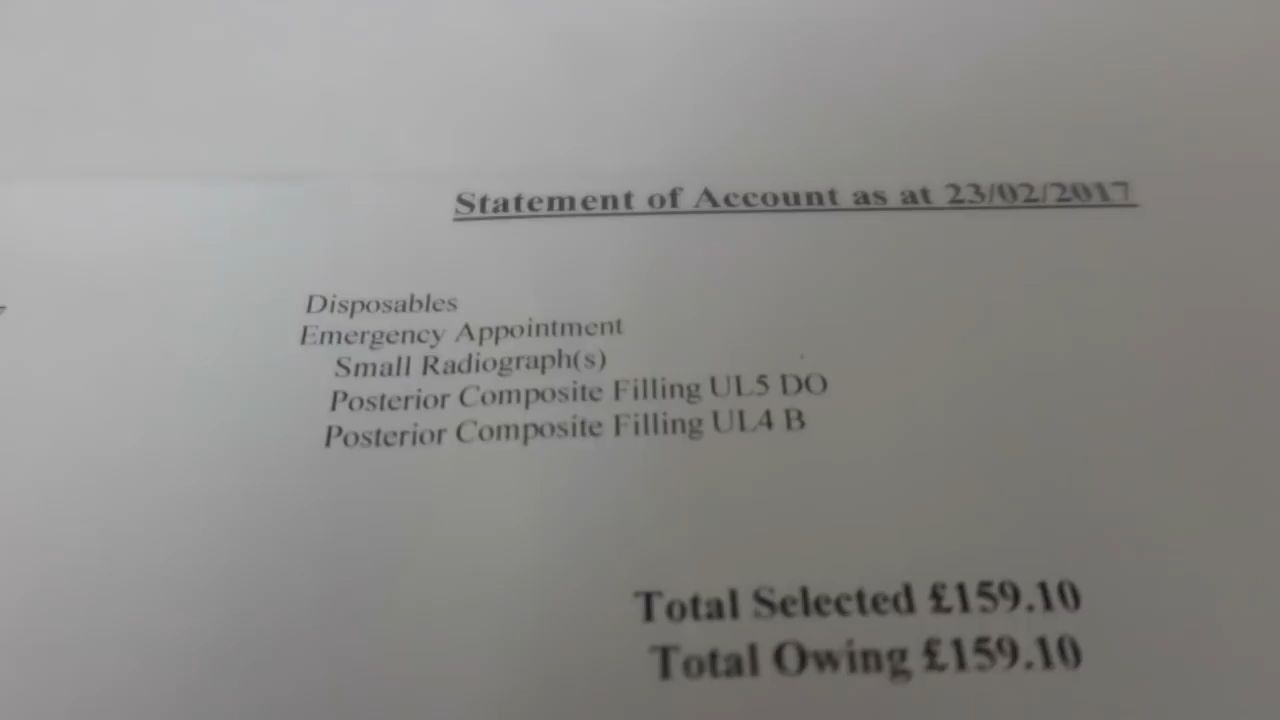 Statement of Account as at 23/02/2017
Disposables
Emergency Appointment
Small Radiograph(s)
Posterior Composite Filling UL5 DO
Posterior Composite Filling UL4 B
Total Selected £159.10
Total Owing £159.10